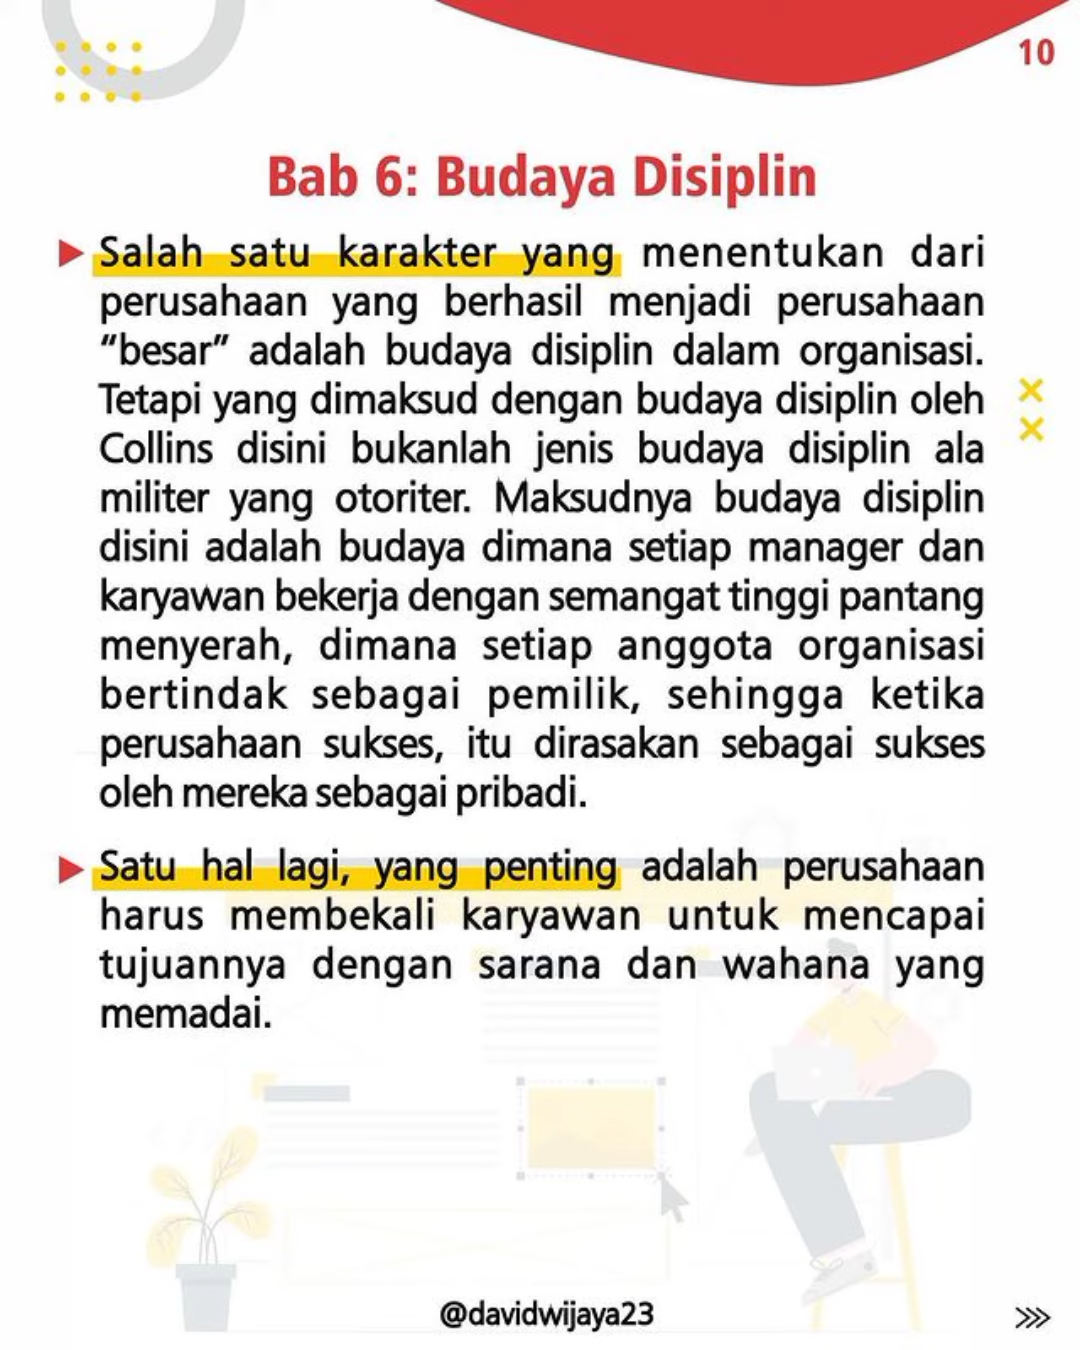 10
Bab 6: Budaya Disiplin
Salah satu karakter yang menentukan dari
perusahaan yang berhasil menjadi perusahaan
“besar” adalah budaya disiplin dalam organisasi.
Tetapi yang dimaksud dengan budaya disiplin oleh
Collins disini bukanlah jenis budaya disiplin ala
militer yang otoriter. Maksudnya budaya disiplin
disini adalah budaya dimana setiap manager dan
karyawan bekerja dengan semangat tinggi pantang
menyerah, dimana setiap anggota organisasi
bertindak sebagai pemilik, sehingga ketika
perusahaan sukses, itu dirasakan sebagai sukses
oleh mereka sebagai pribadi.
Satu hal lagi, yang penting adalah perusahaan
harus membekali karyawan untuk mencapai
tujuannya dengan sarana dan wahana yang
memadai.
@davidwijaya23